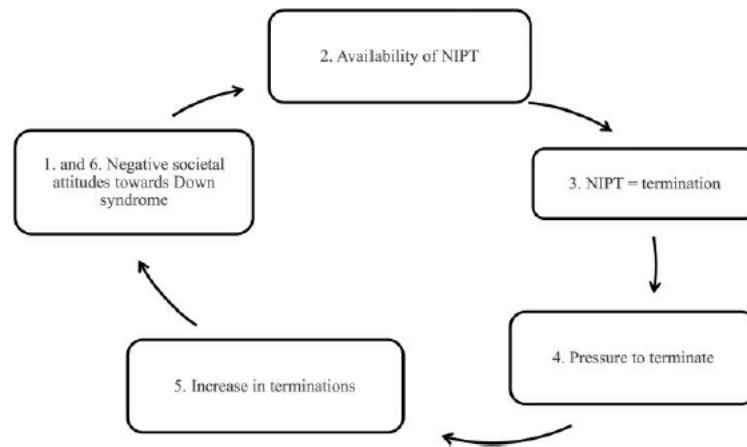 2. Availability of NIPT
1. and 6. Negative societal
attitudes towards Down
syndrome
3. NIPT = termination
4. Pressure to terminate
5. Increase in terminations